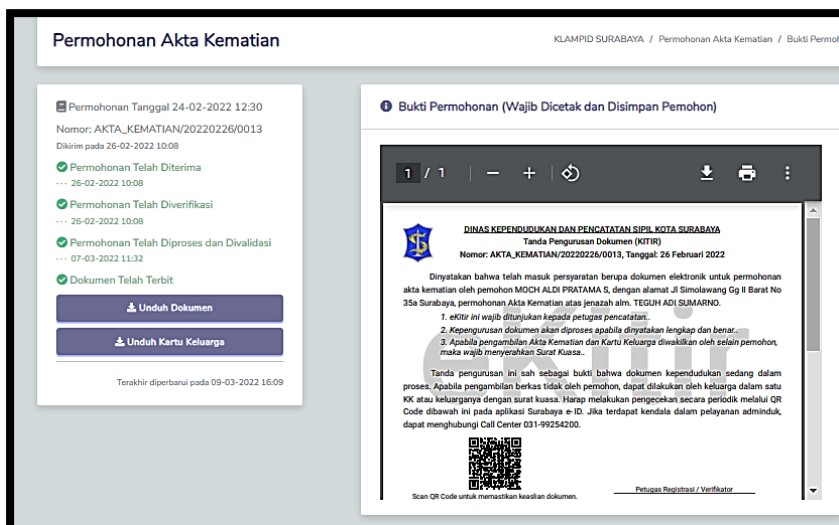 Permohonan Akta Kematian
KLAMPID SURABAYA / Permohonan Akta Kematian / Bukti Permoh
Permohonan Tanggal 24-02-2022 12:30
Nomor: AKTA_KEMATIAN/20220226/0013
Dikirim pada 26-02-2022 10:08
Permohonan Telah Diterima
--- 26-02-2022 10:08
Permohonan Telah Diverifikasi
--- 26-02-2022 10:08
Permohonan Telah Diproses dan Divalidasi
--- 07-03-2022 11:32
Dokumen Telah Terbit
Unduh Dokumen
Unduh Kartu Keluarga
Terakhir diperbarui pada 09-03-2022 16:09
Bukti Permohonan (Wajib Dicetak dan Disimpan Pemohon)
1 / 1
DINAS KEPENDUDUKAN DAN PENCATATAN SIPIL KOTA SURABAYA
Tanda Pengurusan Dokumen (KITIR)
Nomor: AKTA_KEMATIAN/20220226/0013, Tanggal: 26 Februari 2022
Dinyatakan bahwa telah masuk persyaratan berupa dokumen elektronik untuk permohonan
akta kematian oleh pemohon MOCH ALDI PRATAMA S, dengan alamat Jl Simolawang Gg II Barat No
35a Surabaya, permohonan Akta Kematian atas jenazah alm. TEGUH ADI SUMARNO.
1. eKitir ini wajib ditunjukan kepada petugas pencatatan..
2. Kepengurusan dokumen akan diproses apabila dinyatakan lengkap dan benar..
3. Apabila pengambilan Akta Kematian dan Kartu Keluarga diwakilkan oleh selain pemohon,
maka wajib menyerahkan Surat Kuasa..
eKitir
Tanda pengurusan ini sah sebagai bukti bahwa dokumen kependudukan sedang dalam
proses. Apabila pengambilan berkas tidak oleh pemohon, dapat dilakukan oleh keluarga dalam satu
KK atau keluarganya dengan surat kuasa. Harap melakukan pengecekan secara periodik melalui QR
Code dibawah ini pada aplikasi Surabaya e-ID. Jika terdapat kendala dalam pelayanan adminduk,
dapat menghubungi Call Center 031-99254200.
Scan QR Code untuk memastikan keaslian dokumen.
Petugas Registrasi / Verifikator